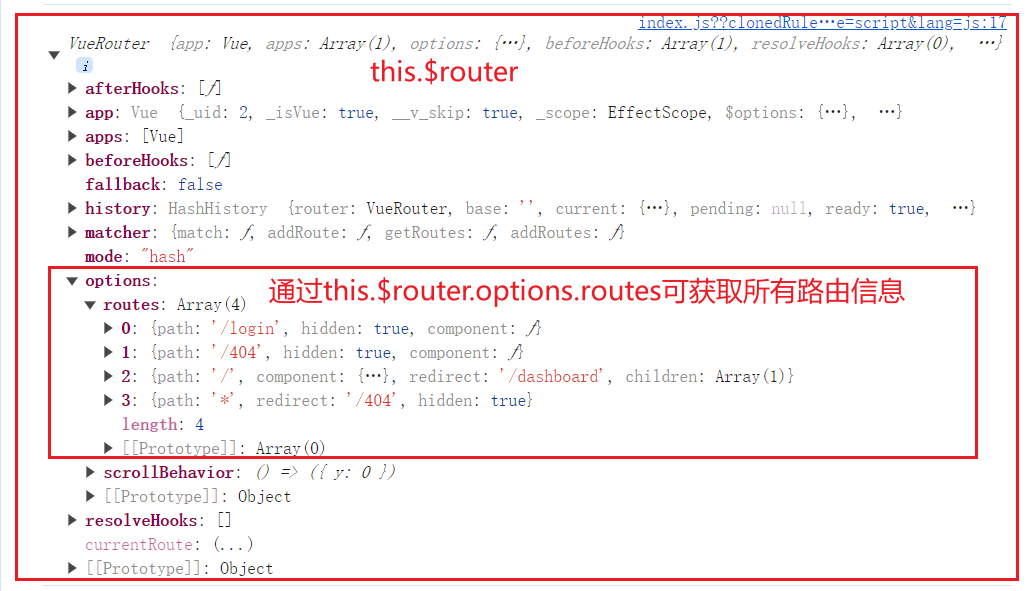 index.js??clonedRule…e=script&lang=js:17
VueRouter {app: Vue, apps: Array(1), options: {…}, beforeHooks: Array(1), resolveHooks: Array(0), …}
i
this.$router
afterHooks: [ƒ]
app: Vue {_uid: 2, _isVue: true, __v_skip: true, _scope: EffectScope, $options: {…}, …}
apps: [Vue]
beforeHooks: [ƒ]
fallback: false
history: HashHistory {router: VueRouter, base: '', current: {…}, pending: null, ready: true, …}
matcher: {match: ƒ, addRoute: ƒ, getRoutes: ƒ, addRoutes: ƒ}
mode: "hash"
options:
通过this.$router.options.routes可获取所有路由信息
routes: Array(4)
0: {path: '/login', hidden: true, component: ƒ}
1: {path: '/404', hidden: true, component: ƒ}
2: {path: '/', component: {…}, redirect: '/dashboard', children: Array(1)}
3: {path: '*', redirect: '/404', hidden: true}
length: 4
[[Prototype]]: Array(0)
scrollBehavior: () => ({ y: 0 })
[[Prototype]]: Object
resolveHooks: []
currentRoute: (...)
[[Prototype]]: Object